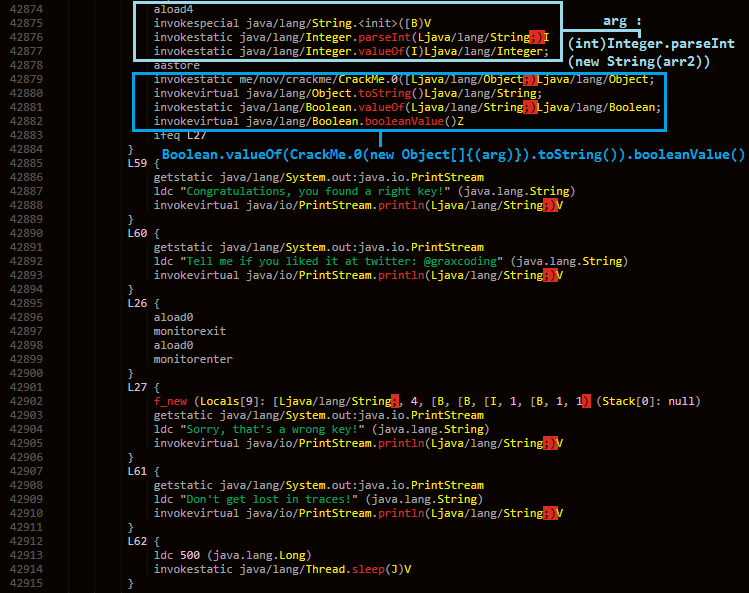 42874 aload4
42875 invokespecial java/lang/String.<init>([B)V
42876 invokestatic java/lang/Integer.parseInt(Ljava/lang/String;)I
42877 invokestatic java/lang/Integer.valueOf(I)Ljava/lang/Integer;
42878 aastore
arg :
(int)Integer.parseInt
(new String(arr2))
42879 invokestatic me/nov/crackme/CrackMe.0([Ljava/lang/Object;)Ljava/lang/Object;
42880 invokevirtual java/lang/Object.toString()Ljava/lang/String;
42881 invokestatic java/lang/Boolean.valueOf(Ljava/lang/String;)Ljava/lang/Boolean;
42882 invokevirtual java/lang/Boolean.booleanValue()Z
42883 ifeq L27
42884 }
Boolean.valueOf(CrackMe.0(new Object[]{(arg)}).toString()).booleanValue()
42885 L59 {
42886 getstatic java/lang/System.out:java.io.PrintStream
42887 ldc "Congratulations, you found a right key!" (java.lang.String)
42888 invokevirtual java/io/PrintStream.println(Ljava/lang/String;)V
42889 }
42890 L60 {
42891 getstatic java/lang/System.out:java.io.PrintStream
42892 ldc "Tell me if you liked it at twitter: @graxcoding" (java.lang.String)
42893 invokevirtual java/io/PrintStream.println(Ljava/lang/String;)V
42894 }
42895 L26 {
42896 aload0
42897 monitorexit
42898 aload0
42899 monitorenter
42900 }
42901 L27 {
42902 f_new (Locals[9]: [Ljava/lang/String;, 4, [B, [B, [I, 1, [B, 1, 1) (Stack[0]: null)
42903 getstatic java/lang/System.out:java.io.PrintStream
42904 ldc "Sorry, that's a wrong key!" (java.lang.String)
42905 invokevirtual java/io/PrintStream.println(Ljava/lang/String;)V
42906 }
42907 L61 {
42908 getstatic java/lang/System.out:java.io.PrintStream
42909 ldc "Don't get lost in traces!" (java.lang.String)
42910 invokevirtual java/io/PrintStream.println(Ljava/lang/String;)V
42911 }
42912 L62 {
42913 ldc 500 (java.lang.Long)
42914 invokestatic java/lang/Thread.sleep(J)V
42915 }